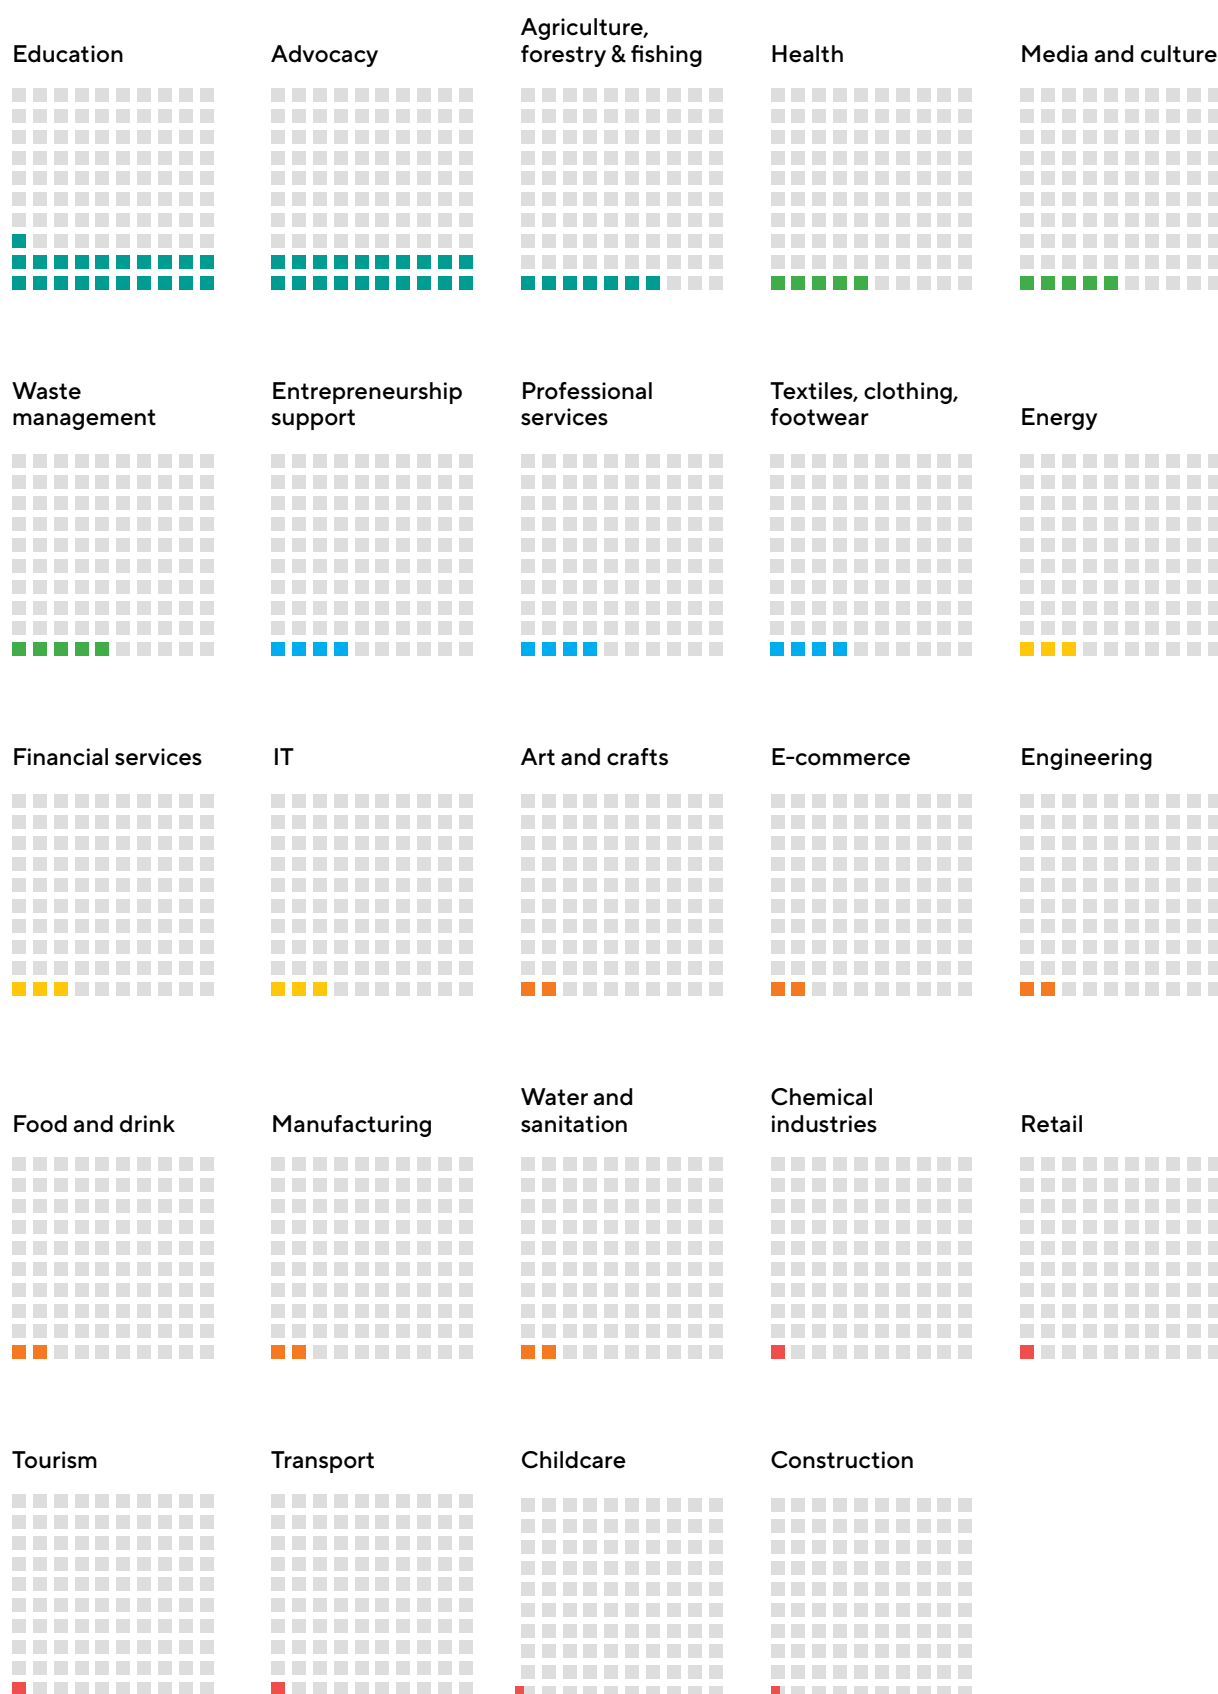 Education
Advocacy
Agriculture,
forestry & fishing
Health
Media and culture
Waste
management
Entrepreneurship
support
Professional
services
Textiles, clothing,
footwear
Energy
Financial services
IT
Art and crafts
E-commerce
Engineering
Food and drink
Manufacturing
Water and
sanitation
Chemical
industries
Retail
Tourism
Transport
Childcare
Construction